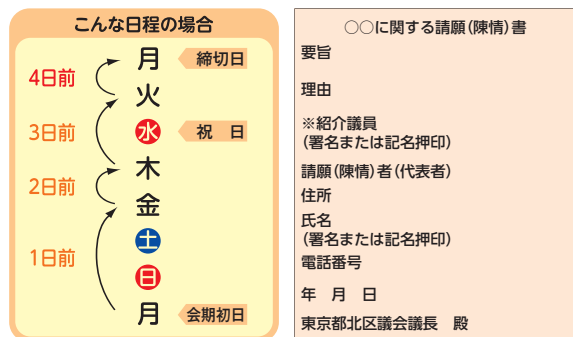 こんな日程の場合
月 締切日
4日前
火
3日前
水 祝　日
木
2日前
金
土
1日前
日
月 会期初日
○○に関する請願(陳情)書
要旨
理由
※紹介議員
(署名または記名押印)
請願(陳情)者(代表者)
住所
氏名
(署名または記名押印)
電話番号
年　月　日
東京都北区議会議長　殿